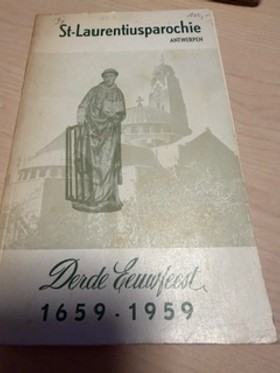 St-Laurentiusparochie
ANTWERPEN
Derde Eeuwfeest
1659 - 1959